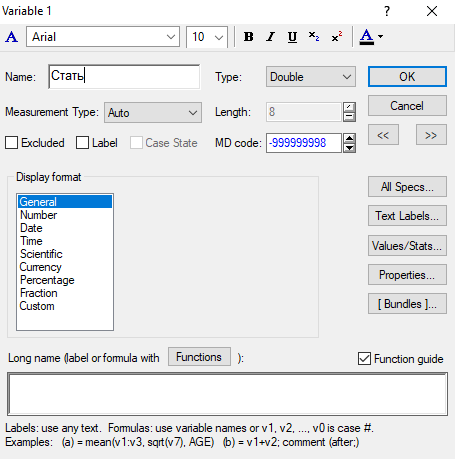 Variable 1
A Arial 10 B I U x₂ x² A
Name: Стать Type: Double OK
Measurement Type: Auto Length: 8 Cancel
Excluded Label Case State MD code: -999999998 << >>
Display format
General
Number
Date
Time
Scientific
Currency
Percentage
Fraction
Custom
All Specs...
Text Labels...
Values/Stats...
Properties...
[ Bundles ]...
Long name (label or formula with Functions ): Function guide
Labels: use any text. Formulas: use variable names or v1, v2, ..., v0 is case #.
Examples: (a) = mean(v1:v3, sqrt(v7), AGE) (b) = v1+v2; comment (after;)